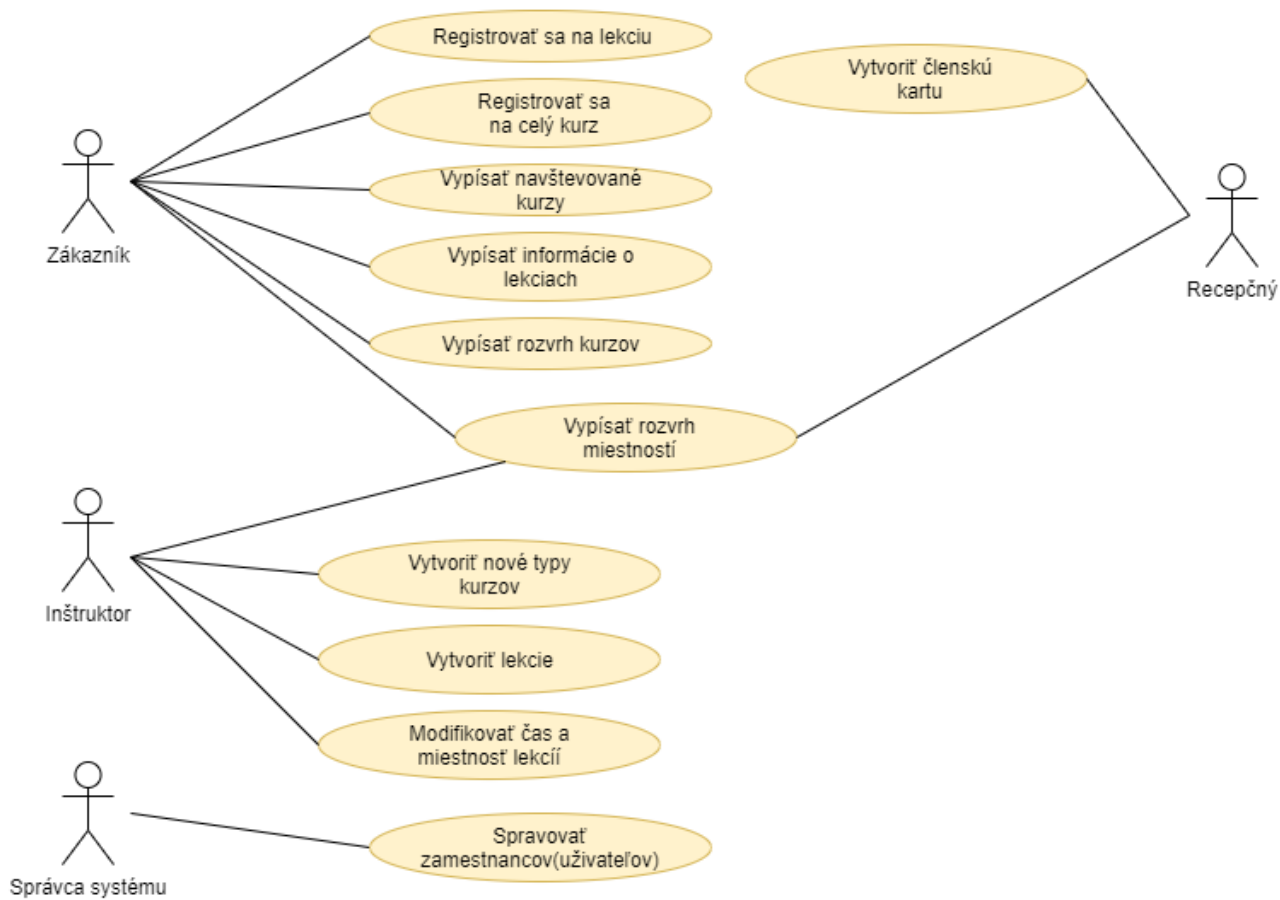 Registrovať sa na lekciu
Vytvoriť členskú
kartu
Registrovať sa
na celý kurz
Vypísať navštevované
kurzy
Zákazník
Vypísať informácie o
lekciach
Recepčný
Vypísať rozvrh kurzov
Vypísať rozvrh
miestností
Inštruktor
Vytvoriť nové typy
kurzov
Vytvoriť lekcie
Modifikovať čas a
miestnosť lekcíí
Správca systému
Spravovať
zamestnancov(uživateľov)